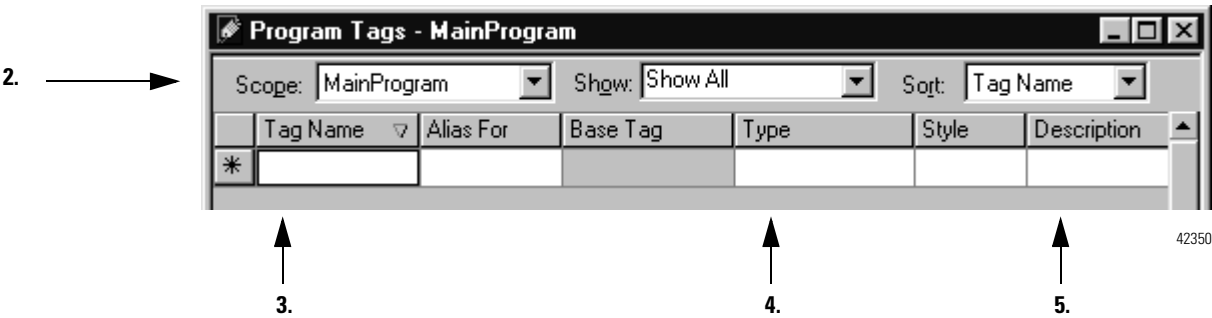 Program Tags - MainProgram
2. Scope: MainProgram Show: Show All Sort: Tag Name
Tag Name Alias For Base Tag Type Style Description
*
42350
3. 4. 5.